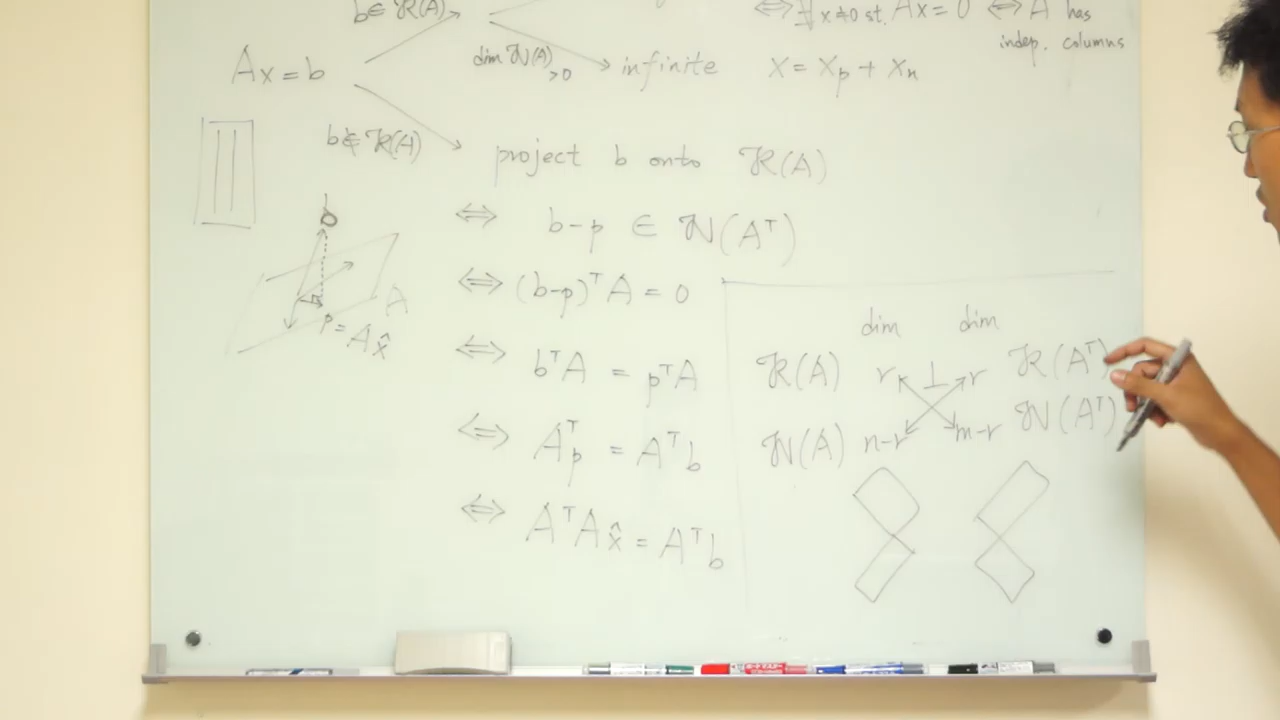 b∈ R(A)
⟺ ∄ x≠0 st. Ax = 0 ⟺ A has
indep. columns
Ax = b
dim N(A)
>0
infinite x = xp + xn
b∉ R(A)
project b onto R(A)
b
⟺ b-p ∈ N(Aᵀ)
⟺ (b-p)ᵀA = 0
A
p = Ax̂
⟺ bᵀA = pᵀA
⟺ Aᵀp = Aᵀb
⟺ AᵀAx̂ = Aᵀb
dim dim
R(A) r ⊥ r R(Aᵀ)
N(A) n-r m-r N(Aᵀ)